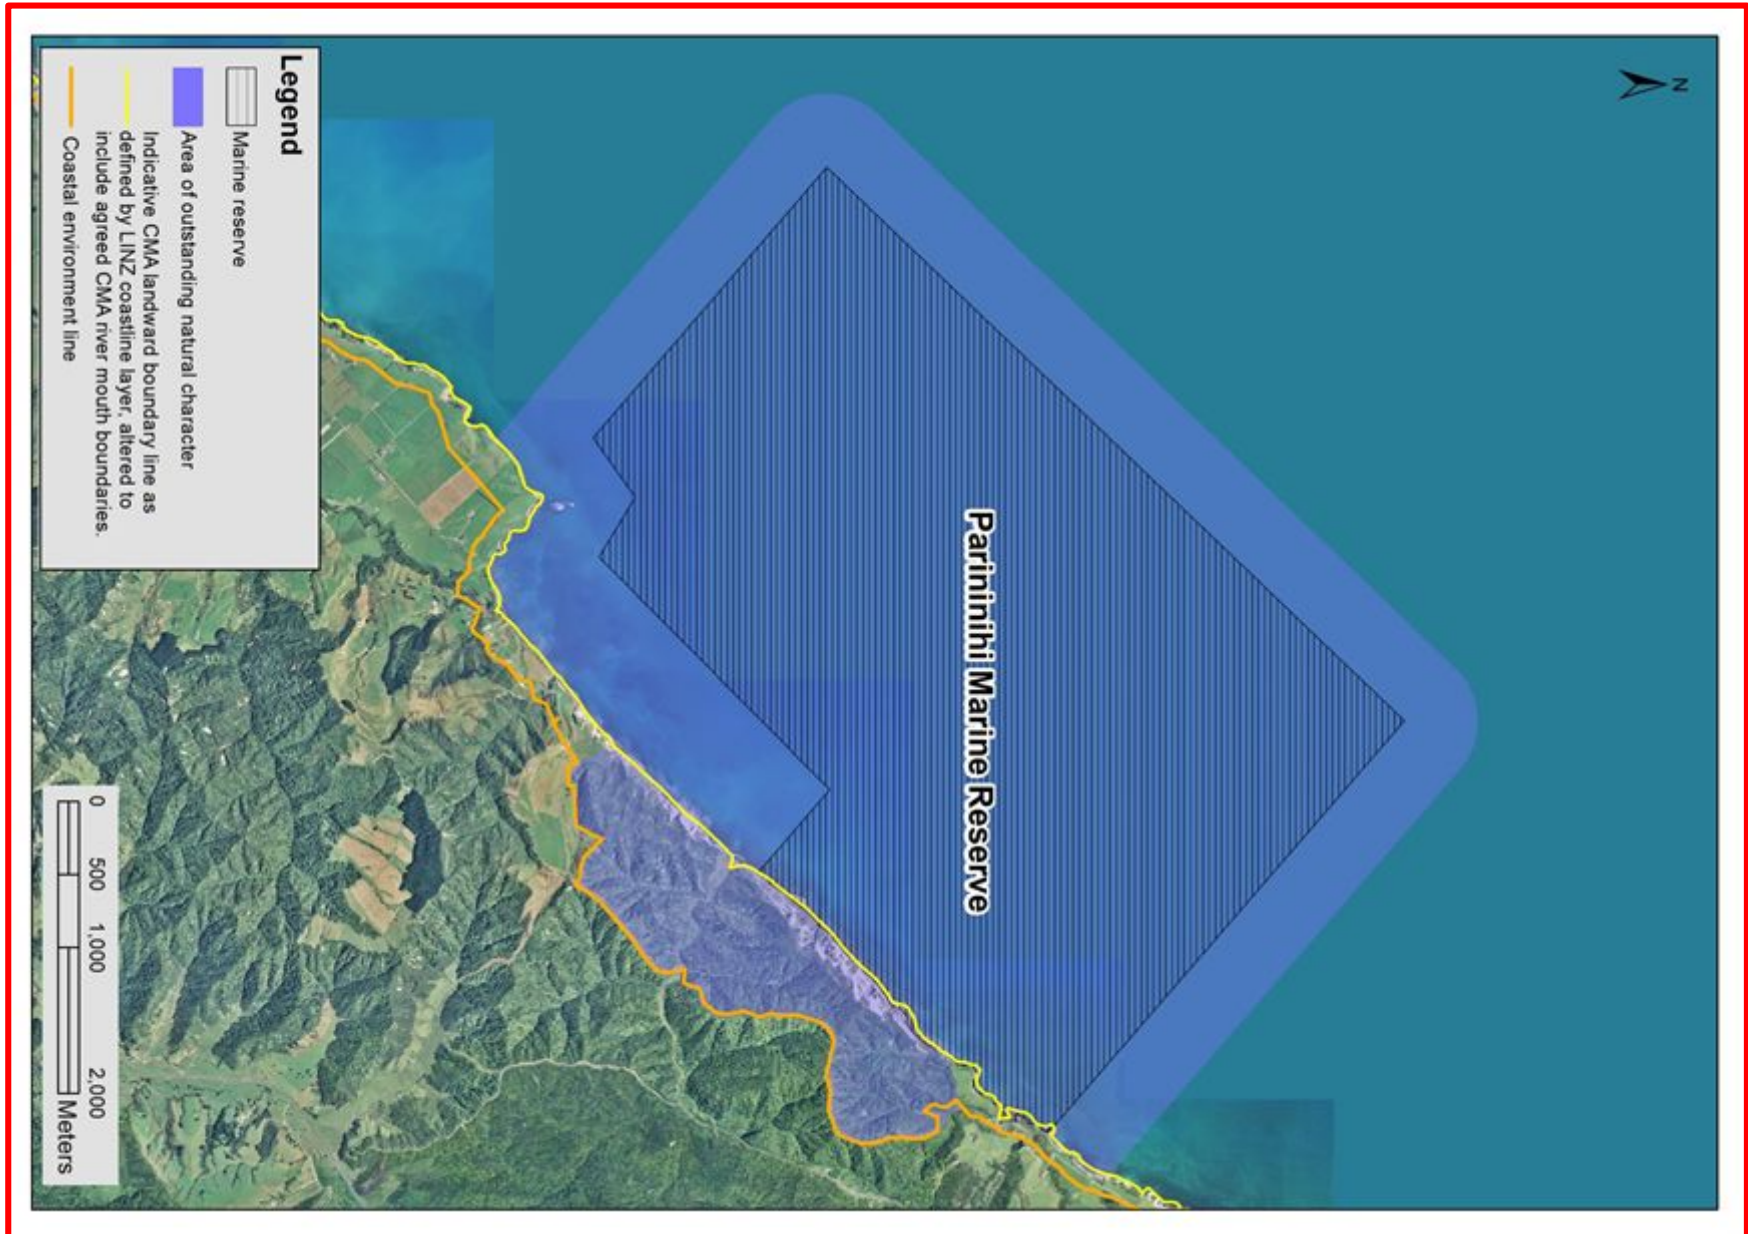 N
Parininihi Marine Reserve
Legend
Marine reserve
Area of outstanding natural character
Indicative CMA landward boundary line as
defined by LINZ coastline layer, altered to
include agreed CMA river mouth boundaries.
Coastal environment line
0 500 1,000 2,000
Meters